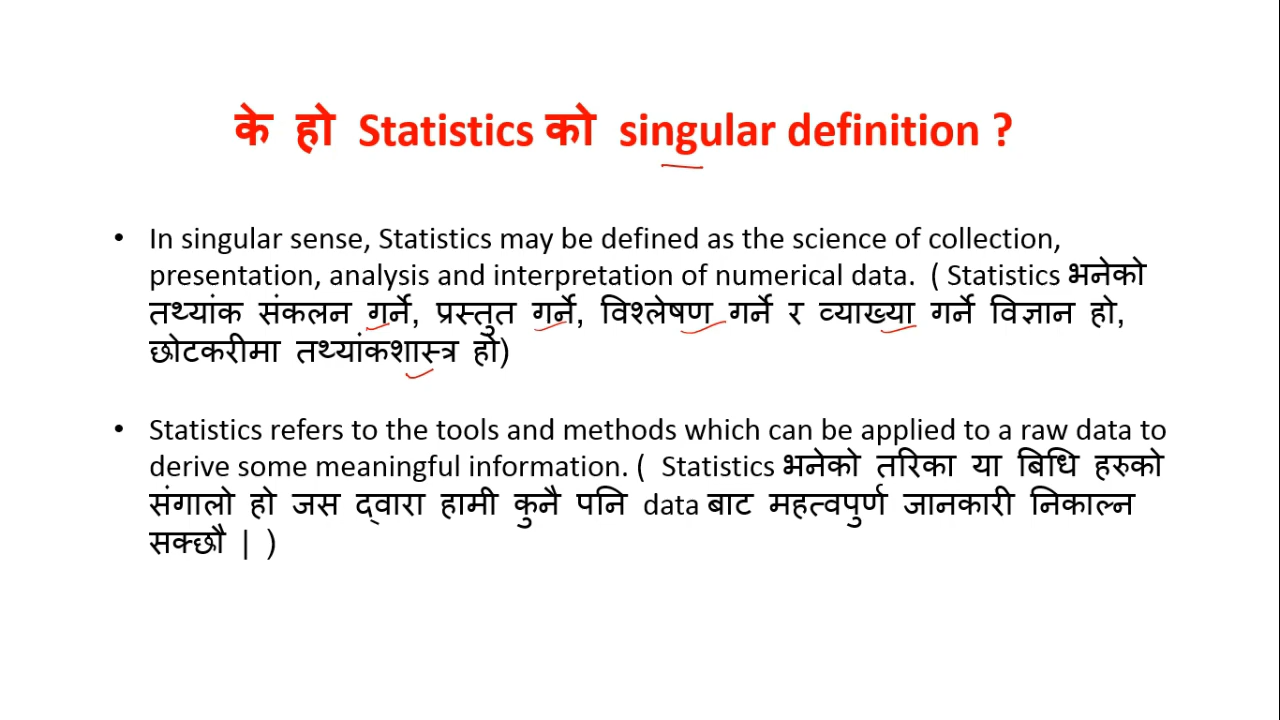 के हो Statistics को singular definition ?
• In singular sense, Statistics may be defined as the science of collection,
presentation, analysis and interpretation of numerical data. ( Statistics भनेको
तथ्यांक संकलन गर्ने, प्रस्तुत गर्ने, विश्लेषण गर्ने र व्याख्या गर्ने विज्ञान हो,
छोटकरीमा तथ्यांकशास्त्र हो)
• Statistics refers to the tools and methods which can be applied to a raw data to
derive some meaningful information. ( Statistics भनेको तरिका या बिधि हरुको
संगालो हो जस द्वारा हामी कुनै पनि data बाट महत्वपुर्ण जानकारी निकाल्न
सक्छौ | )